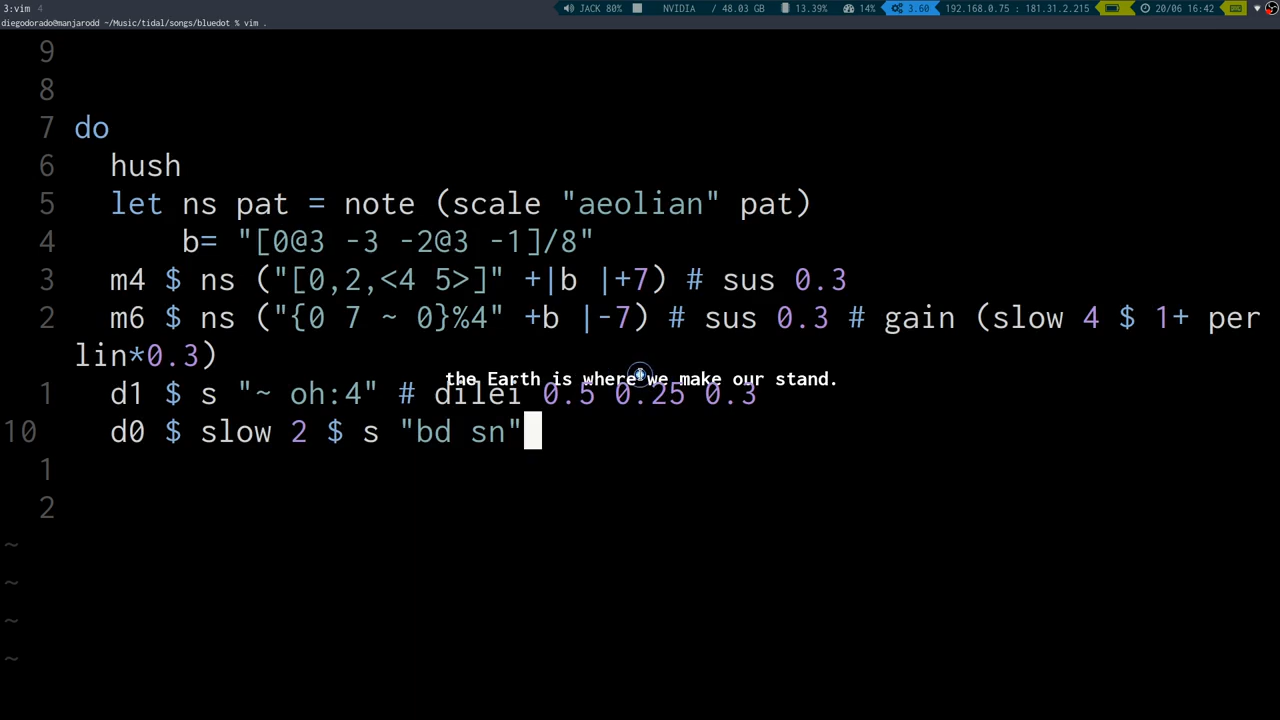 3:vim 4 JACK 80% NVIDIA / 48.03 GB 13.39% 14% 3.60 192.168.0.75 : 181.31.2.215 20/06 16:42
diegodorado@manjarodd ~/Music/tidal/songs/bluedot % vim .
9
8
7 do
6 hush
5 let ns pat = note (scale "aeolian" pat)
4 b= "[0@3 -3 -2@3 -1]/8"
3 m4 $ ns ("[0,2,<4 5>]" +|b |+7) # sus 0.3
2 m6 $ ns ("{0 7 ~ 0}%4" +b |-7) # sus 0.3 # gain (slow 4 $ 1+ per
lin*0.3)
the Earth is where we make our stand.
1 d1 $ s "~ oh:4" # dilei 0.5 0.25 0.3
10 d0 $ slow 2 $ s "bd sn"
1
2
~
~
~
~